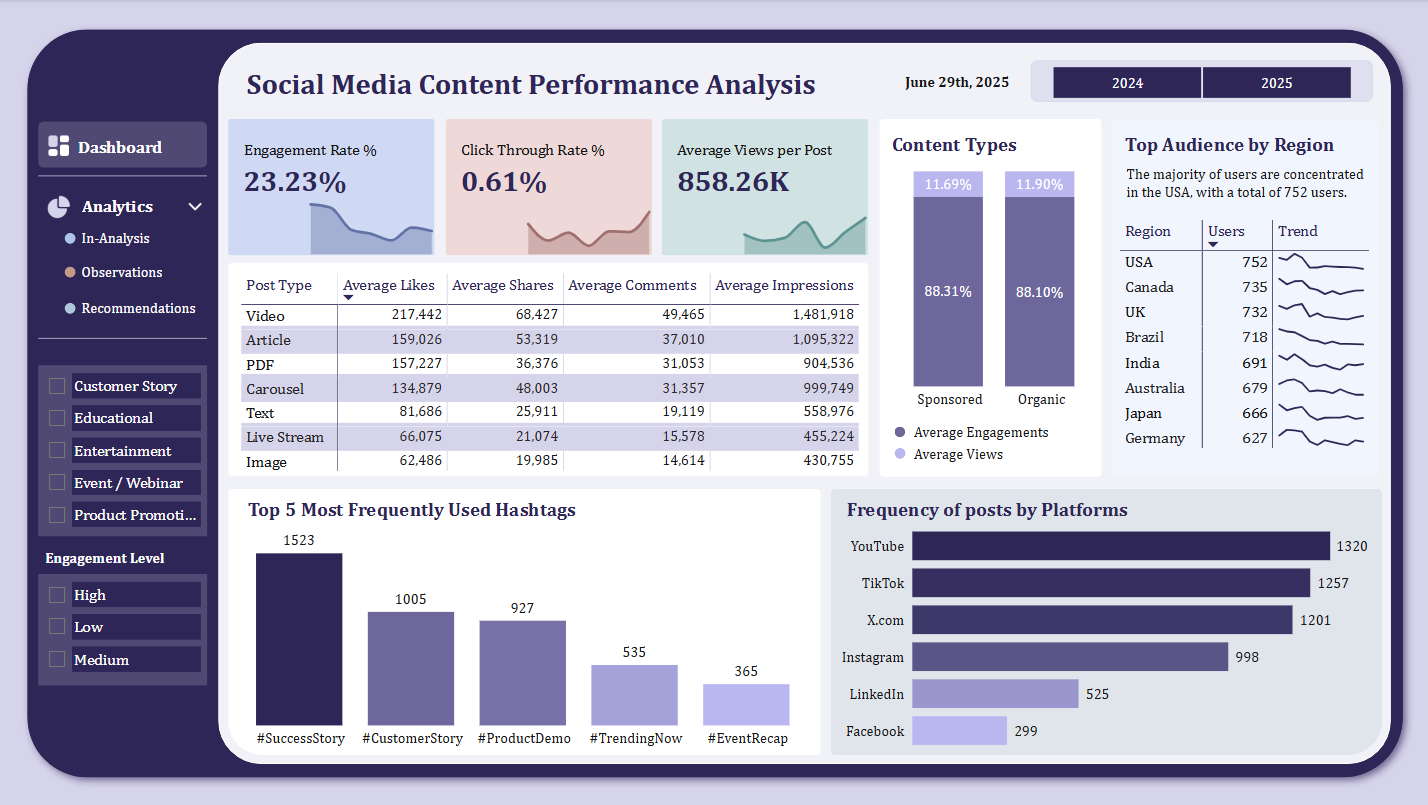 Social Media Content Performance Analysis
June 29th, 2025
2024
2025
Dashboard
Analytics
In-Analysis
Observations
Recommendations
Customer Story
Educational
Entertainment
Event / Webinar
Product Promoti...
Engagement Level
High
Low
Medium
Engagement Rate %
23.23%
Click Through Rate %
0.61%
Average Views per Post
858.26K
Post Type Average Likes Average Shares Average Comments Average Impressions
Video 217,442 68,427 49,465 1,481,918
Article 159,026 53,319 37,010 1,095,322
PDF 157,227 36,376 31,053 904,536
Carousel 134,879 48,003 31,357 999,749
Text 81,686 25,911 19,119 558,976
Live Stream 66,075 21,074 15,578 455,224
Image 62,486 19,985 14,614 430,755
Content Types
11.69% 11.90%
88.31% 88.10%
Sponsored Organic
Average Engagements
Average Views
Top Audience by Region
The majority of users are concentrated
in the USA, with a total of 752 users.
Region Users Trend
USA 752
Canada 735
UK 732
Brazil 718
India 691
Australia 679
Japan 666
Germany 627
Top 5 Most Frequently Used Hashtags
1523
1005
927
535
365
#SuccessStory #CustomerStory #ProductDemo #TrendingNow #EventRecap
Frequency of posts by Platforms
YouTube 1320
TikTok 1257
X.com 1201
Instagram 998
LinkedIn 525
Facebook 299